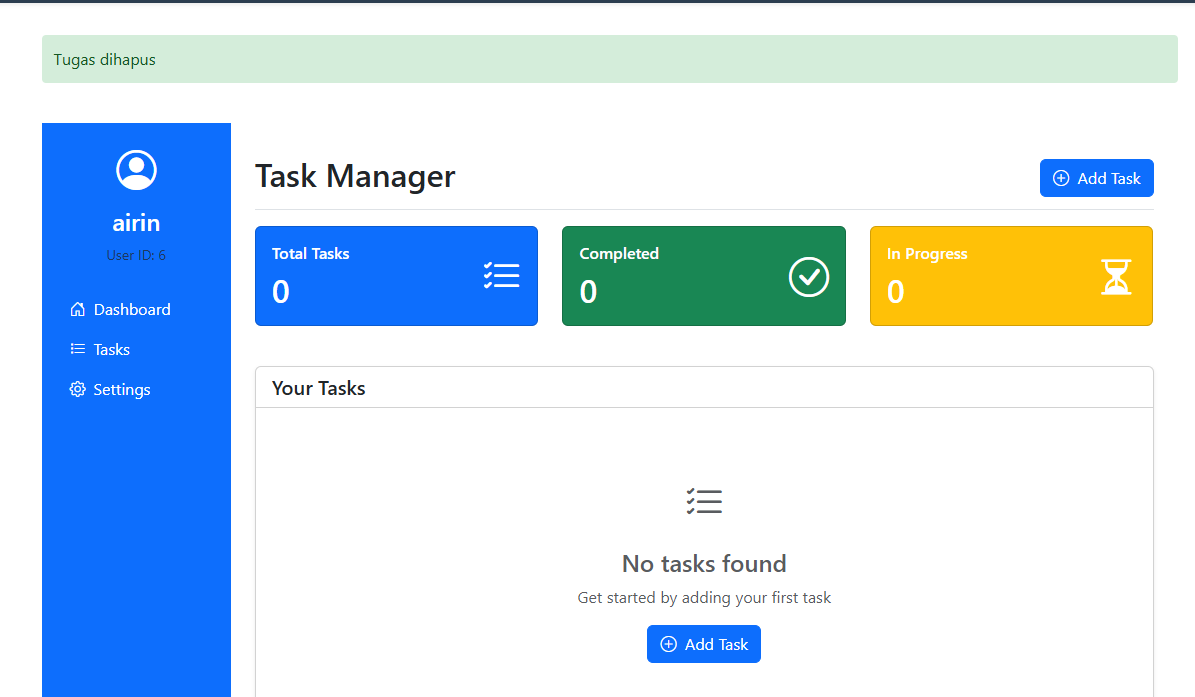 Tugas dihapus
airin
User ID: 6
Dashboard
Tasks
Settings
Task Manager
Add Task
Total Tasks
0
Completed
0
In Progress
0
Your Tasks
No tasks found
Get started by adding your first task
Add Task